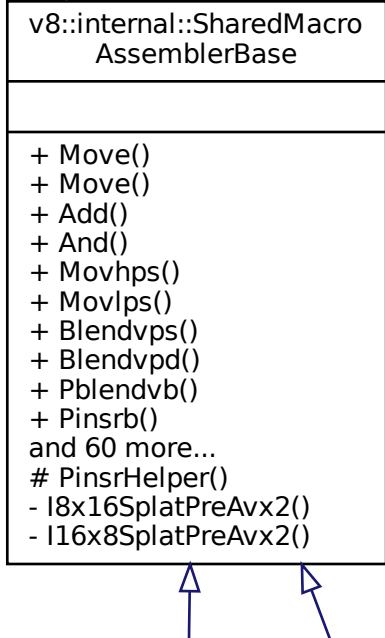 v8::internal::SharedMacro
AssemblerBase
+ Move()
+ Move()
+ Add()
+ And()
+ Movhps()
+ Movlps()
+ Blendvps()
+ Blendvpd()
+ Pblendvb()
+ Pinsrb()
and 60 more...
# PinsrHelper()
- I8x16SplatPreAvx2()
- I16x8SplatPreAvx2()